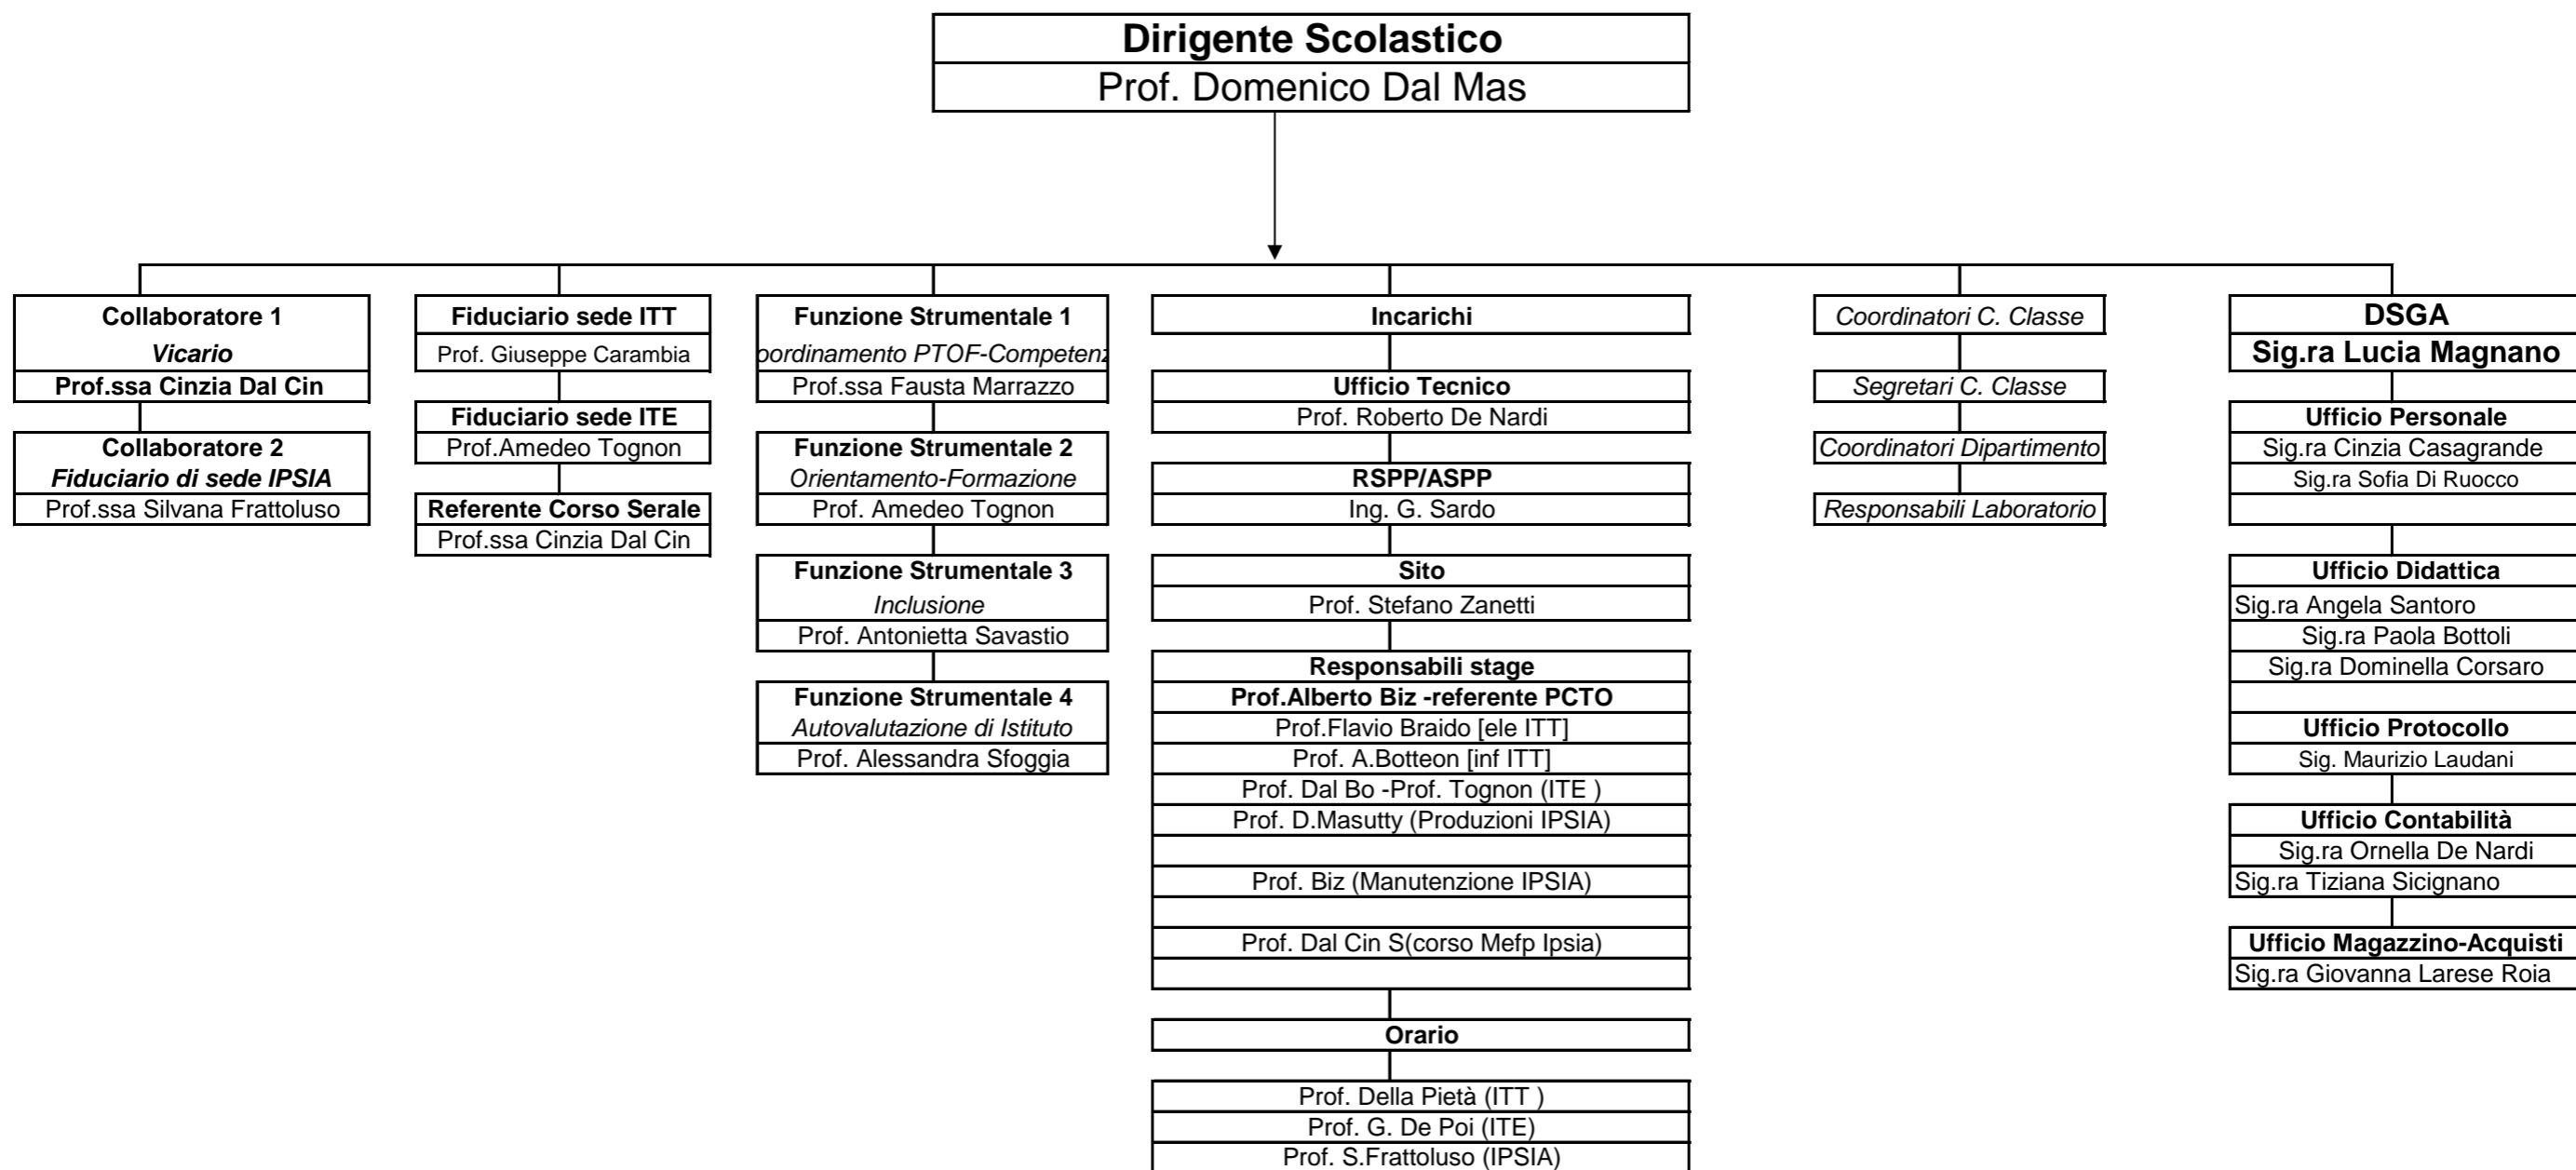 Dirigente Scolastico
Prof. Domenico Dal Mas
Collaboratore 1
Vicario
Prof.ssa Cinzia Dal Cin
Collaboratore 2
Fiduciario di sede IPSIA
Prof.ssa Silvana Frattoluso
Fiduciario sede ITT
Prof. Giuseppe Carambia
Fiduciario sede ITE
Prof.Amedeo Tognon
Referente Corso Serale
Prof.ssa Cinzia Dal Cin
Funzione Strumentale 1
oordinamento PTOF-Competenz
Prof.ssa Fausta Marrazzo
Funzione Strumentale 2
Orientamento-Formazione
Prof. Amedeo Tognon
Funzione Strumentale 3
Inclusione
Prof. Antonietta Savastio
Funzione Strumentale 4
Autovalutazione di Istituto
Prof. Alessandra Sfoggia
Incarichi
Ufficio Tecnico
Prof. Roberto De Nardi
RSPP/ASPP
Ing. G. Sardo
Sito
Prof. Stefano Zanetti
Responsabili stage
Prof.Alberto Biz -referente PCTO
Prof.Flavio Braido [ele ITT]
Prof. A.Botteon [inf ITT]
Prof. Dal Bo -Prof. Tognon (ITE )
Prof. D.Masutty (Produzioni IPSIA)
Prof. Biz (Manutenzione IPSIA)
Prof. Dal Cin S(corso Mefp Ipsia)
Orario
Prof. Della Pietà (ITT )
Prof. G. De Poi (ITE)
Prof. S.Frattoluso (IPSIA)
Coordinatori C. Classe
Segretari C. Classe
Coordinatori Dipartimento
Responsabili Laboratorio
DSGA
Sig.ra Lucia Magnano
Ufficio Personale
Sig.ra Cinzia Casagrande
Sig.ra Sofia Di Ruocco
Ufficio Didattica
Sig.ra Angela Santoro
Sig.ra Paola Bottoli
Sig.ra Dominella Corsaro
Ufficio Protocollo
Sig. Maurizio Laudani
Ufficio Contabilità
Sig.ra Ornella De Nardi
Sig.ra Tiziana Sicignano
Ufficio Magazzino-Acquisti
Sig.ra Giovanna Larese Roia